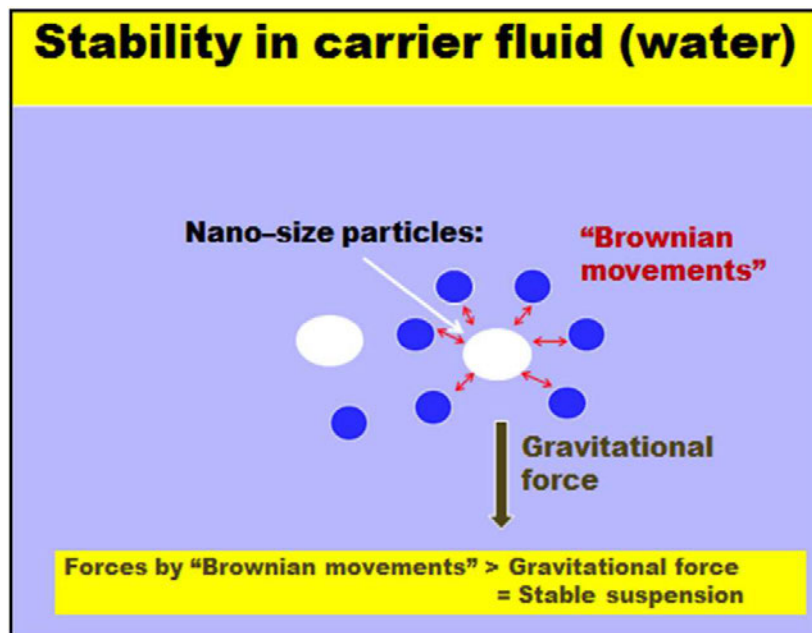 Stability in carrier fluid (water)
Nano–size particles:
“Brownian
movements”
Gravitational
force
Forces by “Brownian movements” > Gravitational force
= Stable suspension